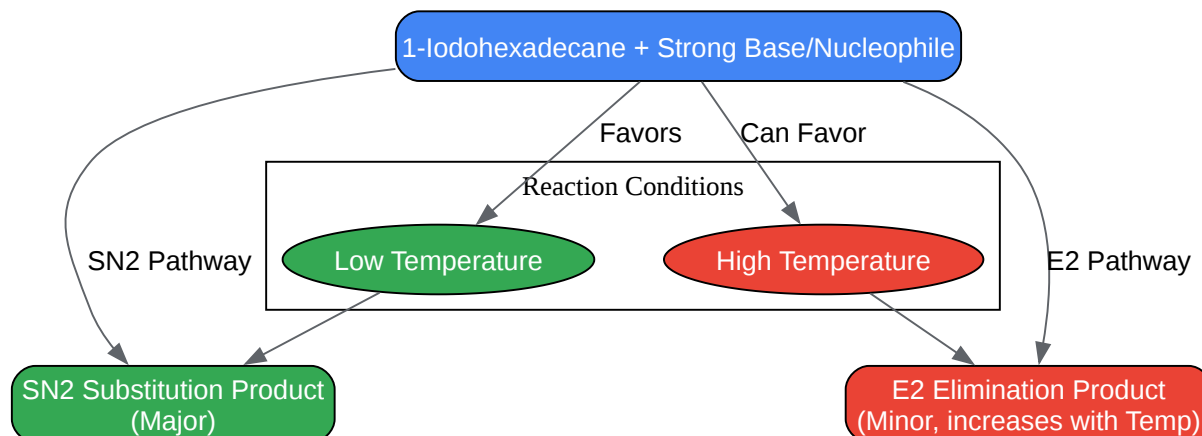 1-Iodohexadecane + Strong Base/Nucleophile
Favors
Can Favor
Reaction Conditions
SN2 Pathway
Low Temperature
High Temperature
E2 Pathway
SN2 Substitution Product
(Major)
E2 Elimination Product
(Minor, increases with Temp)